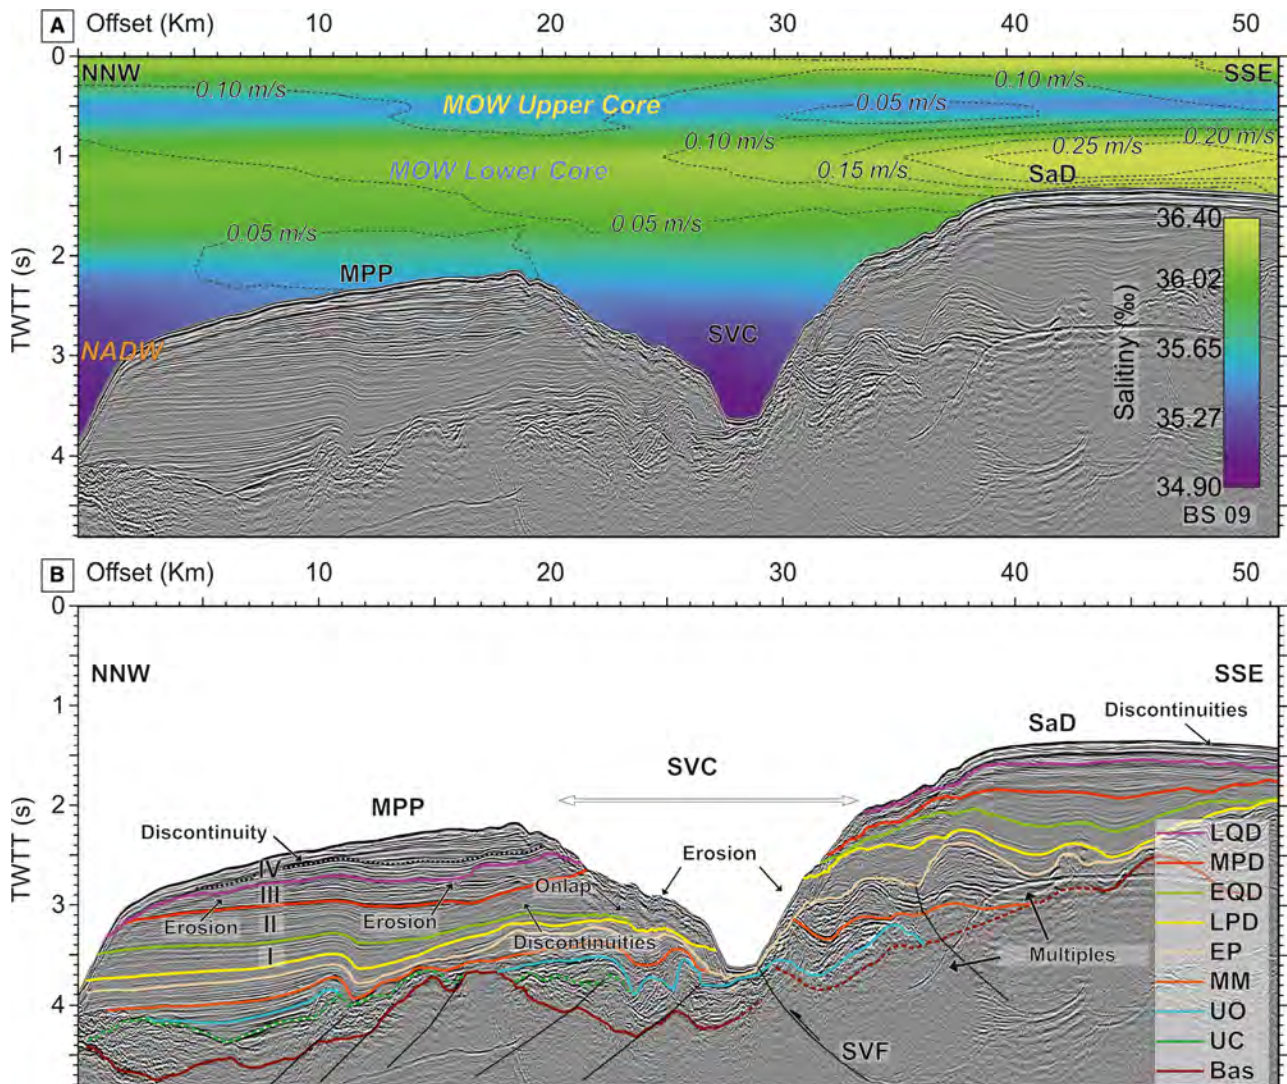 A Offset (Km) 10 20 30 40 50
0
NNW SSE
0.10 m/s 0.10 m/s
MOW Upper Core 0.05 m/s
0.10 m/s 0.20 m/s
0.25 m/s
1
MOW Lower Core 0.15 m/s SaD
36.40
0.05 m/s 0.05 m/s
2
MPP
36.02
SVC
NADW
3
35.65
35.27
4
34.90
BS 09
TWTT (s)
Salitiny (‰)
B Offset (Km) 10 20 30 40 50
0
NNW SSE
1
SaD Discontinuities
SVC
MPP
2
Discontinuity
IV Erosion
LQD
III Onlap
MPD
Erosion Erosion
3
II
EQD
Discontinuities
LPD
I Multiples
EP
MM
4
UO
SVF
UC
Bas
TWTT (s)